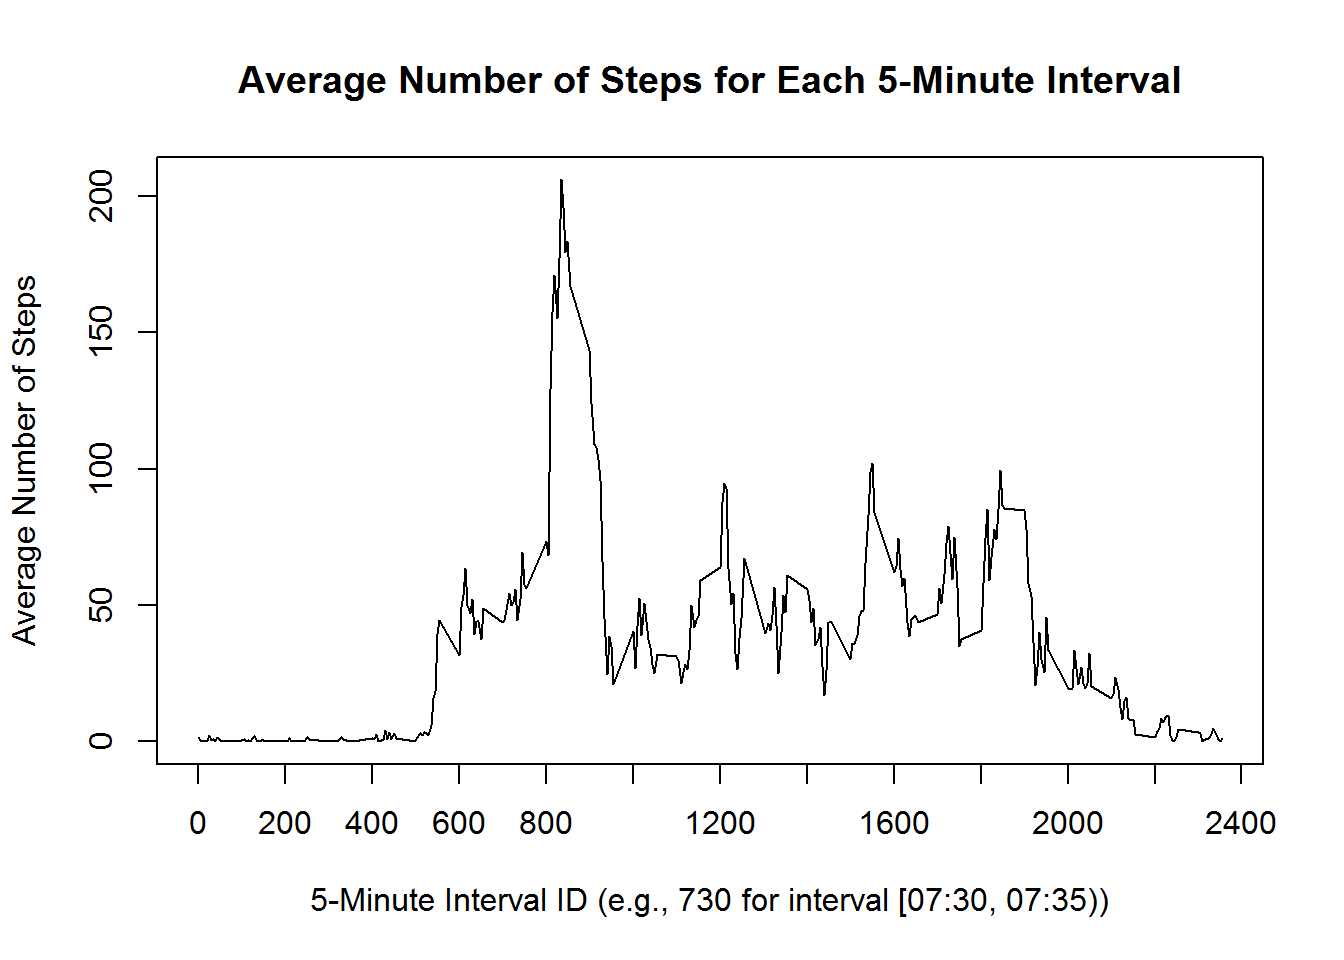 Average Number of Steps for Each 5-Minute Interval
Average Number of Steps
200
150
100
50
0
0 200 400 600 800 1200 1600 2000 2400
5-Minute Interval ID (e.g., 730 for interval [07:30, 07:35))